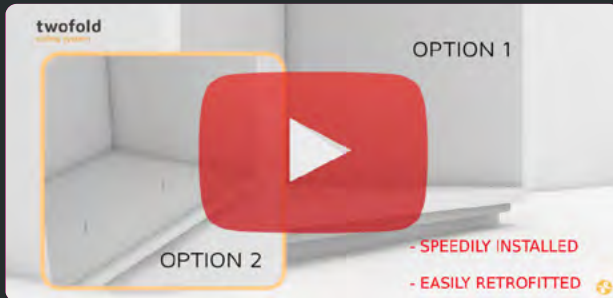 twofold
OPTION 1
OPTION 2
- SPEEDILY INSTALLED
- EASILY RETROFITTED